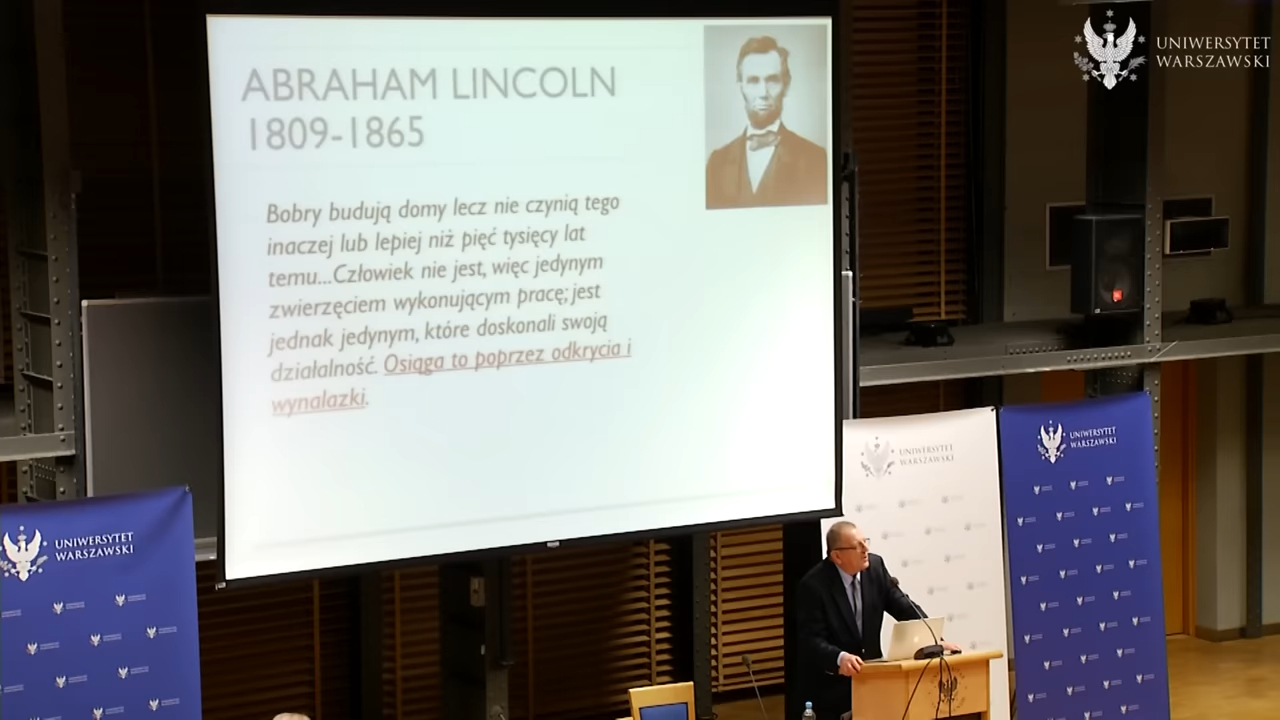 UNIWERSYTET
WARSZAWSKI
ABRAHAM LINCOLN
1809-1865
Bobry budują domy lecz nie czynią tego
inaczej lub lepiej niż pięć tysięcy lat
temu...Człowiek nie jest, więc jedynym
zwierzęciem wykonującym pracę; jest
jednak jedynym, które doskonali swoją
działalność. Osiąga to poprzez odkrycia i
wynalazki.
UNIWERSYTET
WARSZAWSKI
UNIWERSYTET
WARSZAWSKI
UNIWERSYTET
WARSZAWSKI